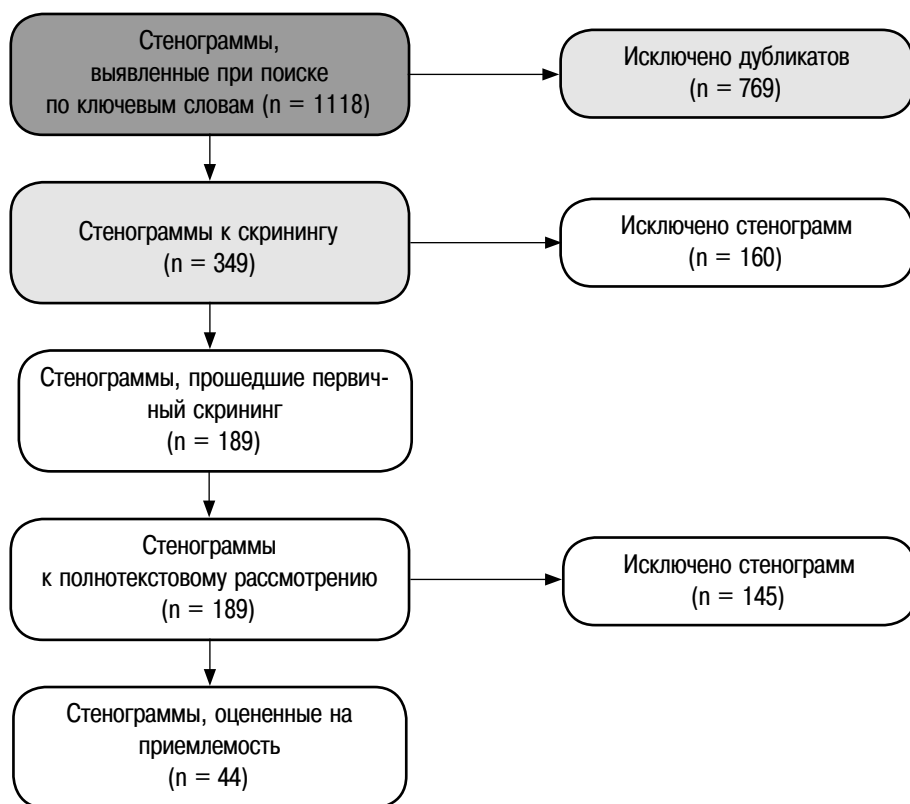 Стенограммы,
выявленные при поиске
по ключевым словам (n = 1118)
Исключено дубликатов
(n = 769)
Стенограммы к скринингу
(n = 349)
Исключено стенограмм
(n = 160)
Стенограммы, прошедшие первич-
ный скрининг
(n = 189)
Стенограммы
к полнотекстовому рассмотрению
(n = 189)
Исключено стенограмм
(n = 145)
Стенограммы, оцененные на
приемлемость
(n = 44)